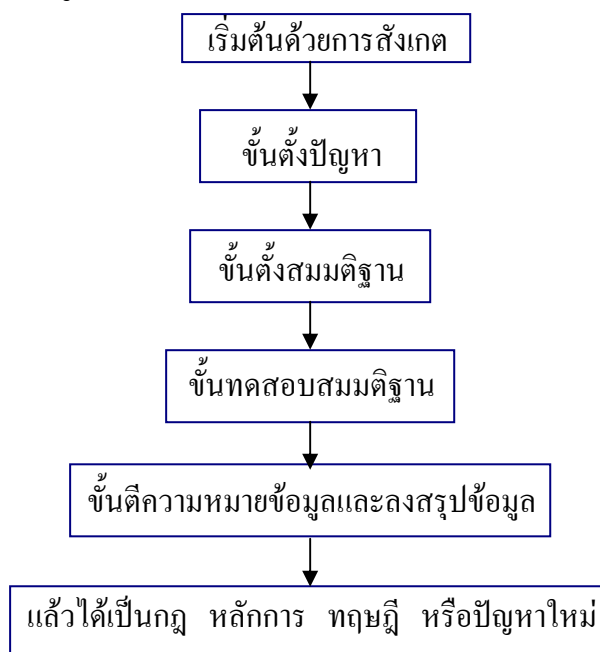 เริ่มต้นด้วยการสังเกต
ขั้นตั้งปัญหา
ขั้นตั้งสมมติฐาน
ขั้นทดสอบสมมติฐาน
ขั้นตีความหมายข้อมูลและลงสรุปข้อมูล
แล้วได้เป็นกฎ หลักการ ทฤษฎี หรือปัญหาใหม่